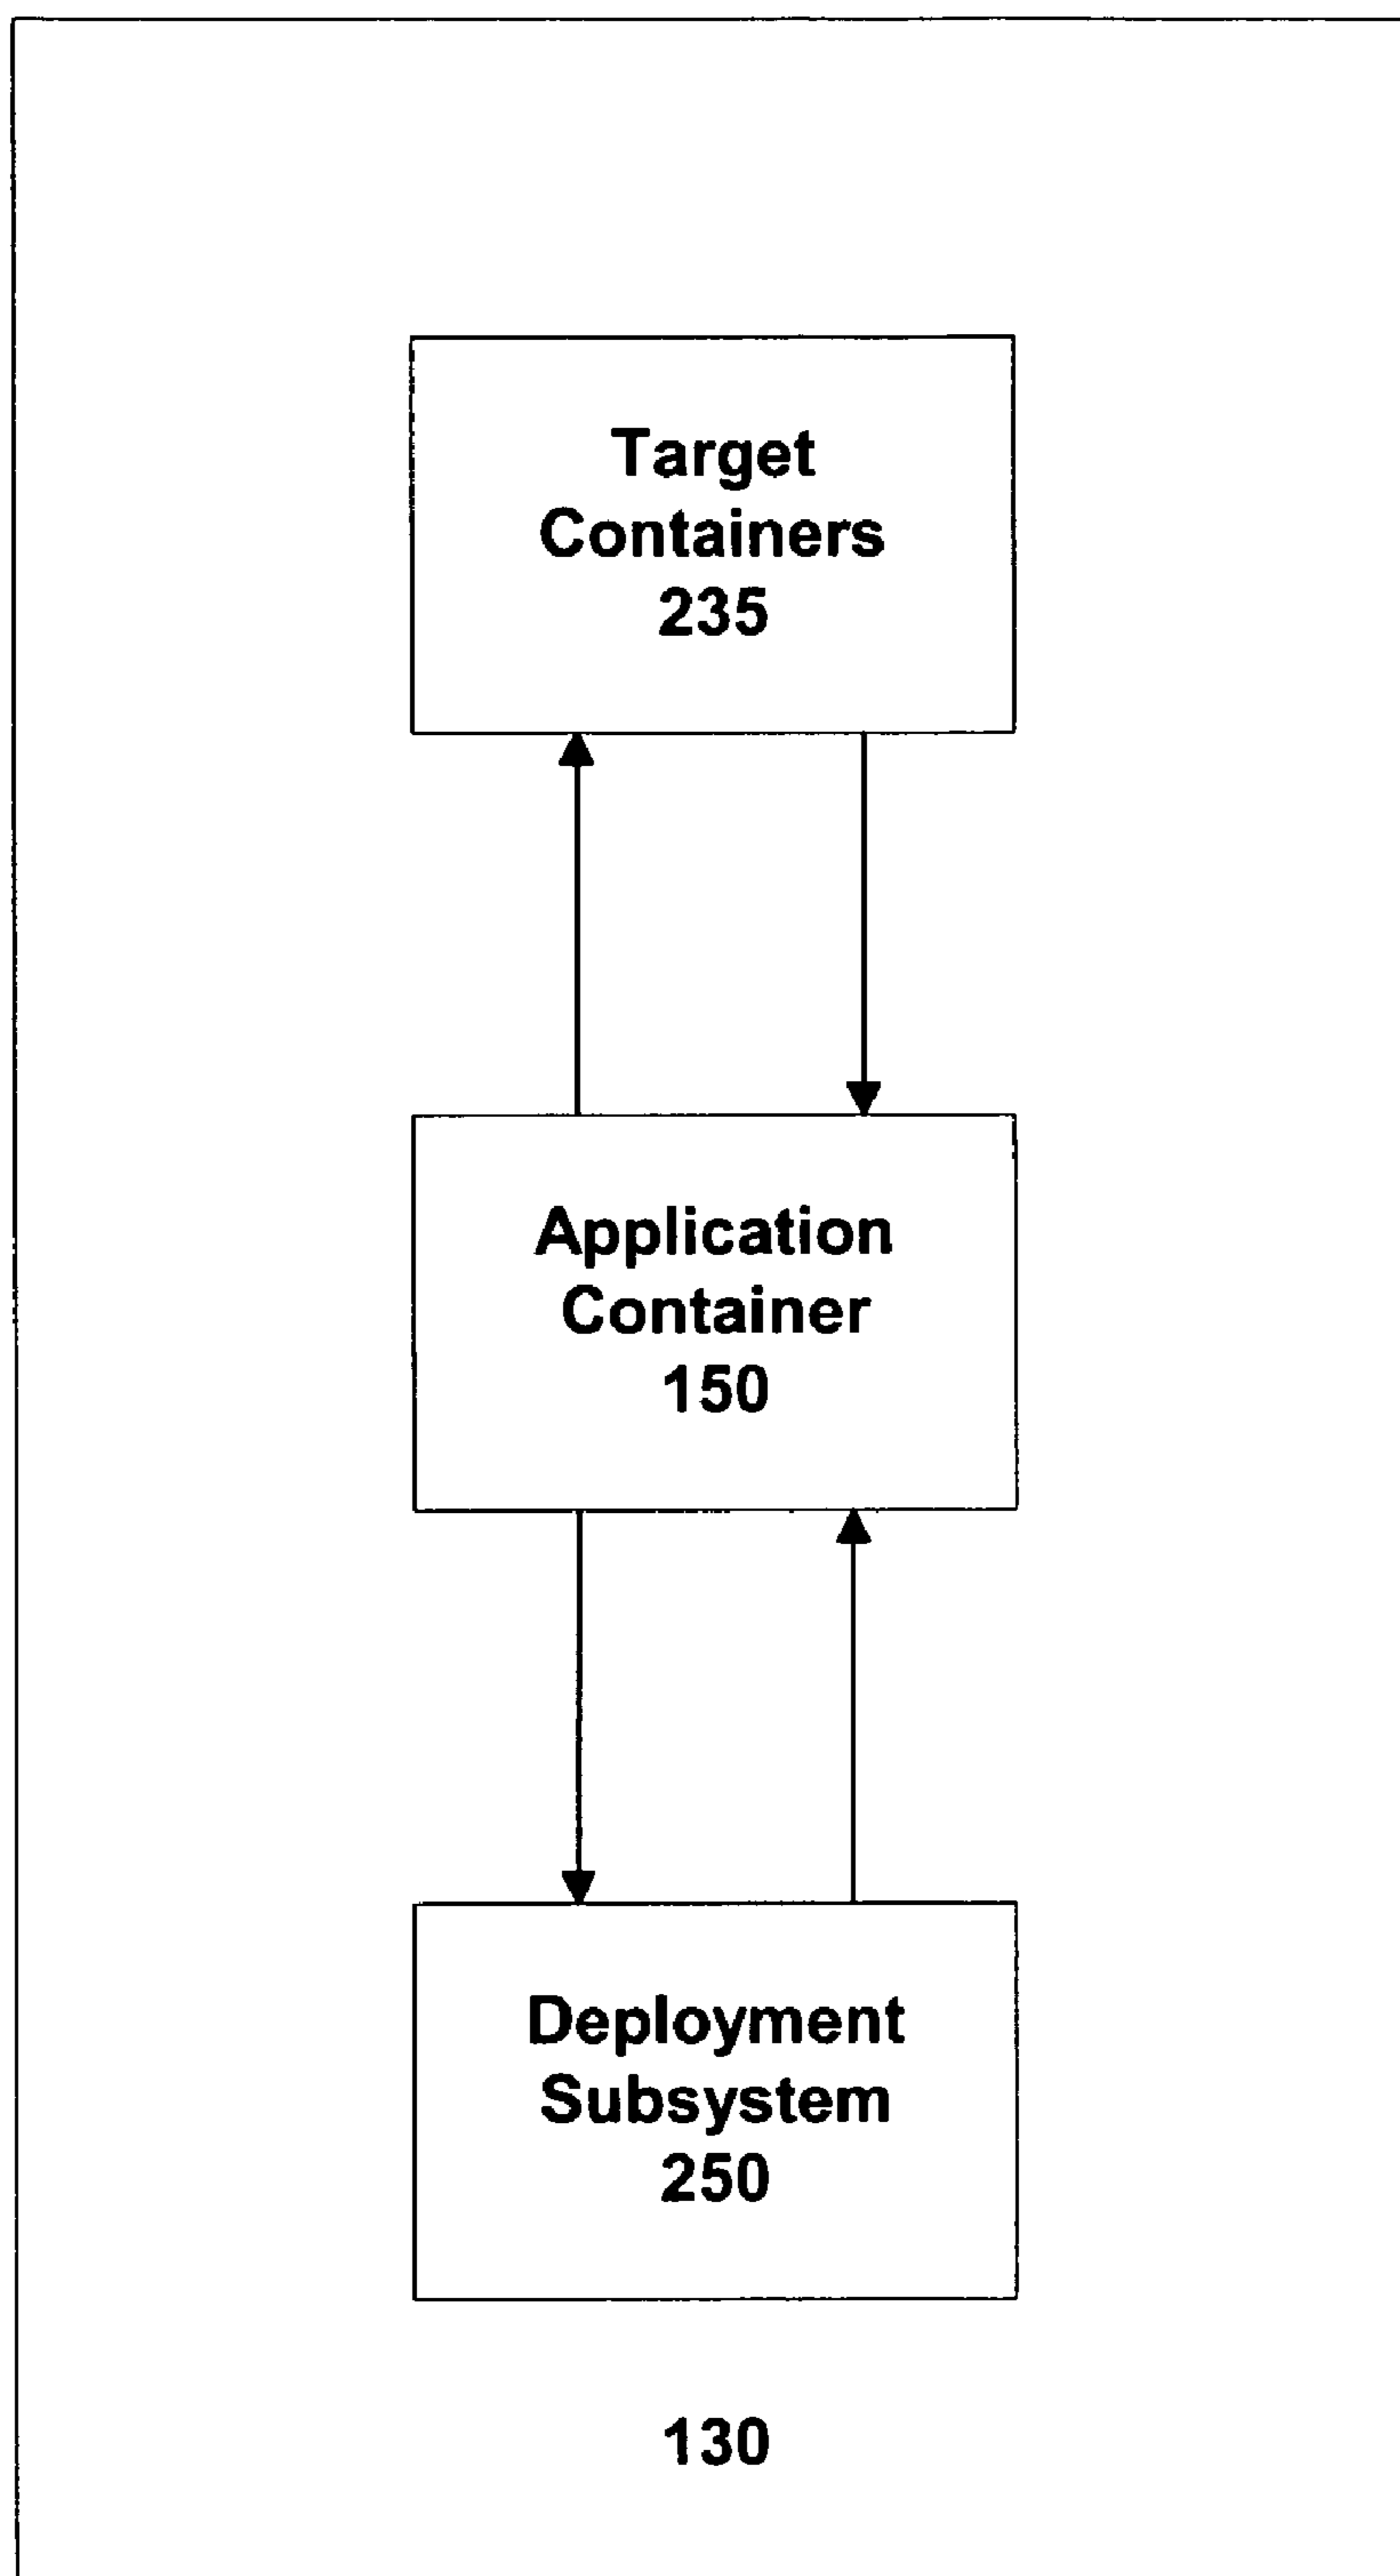 Target
Containers
235
Application
Container
150
Deployment
Subsystem
250
130